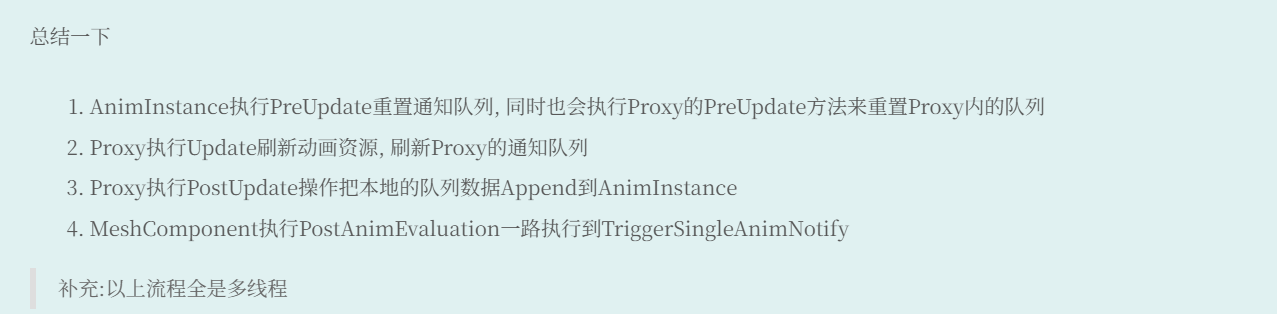 总结一下
1. AnimInstance执行PreUpdate重置通知队列, 同时也会执行Proxy的PreUpdate方法来重置Proxy内的队列
2. Proxy执行Update刷新动画资源, 刷新Proxy的通知队列
3. Proxy执行PostUpdate操作把本地的队列数据Append到AnimInstance
4. MeshComponent执行PostAnimEvaluation一路执行到TriggerSingleAnimNotify
补充:以上流程全是多线程